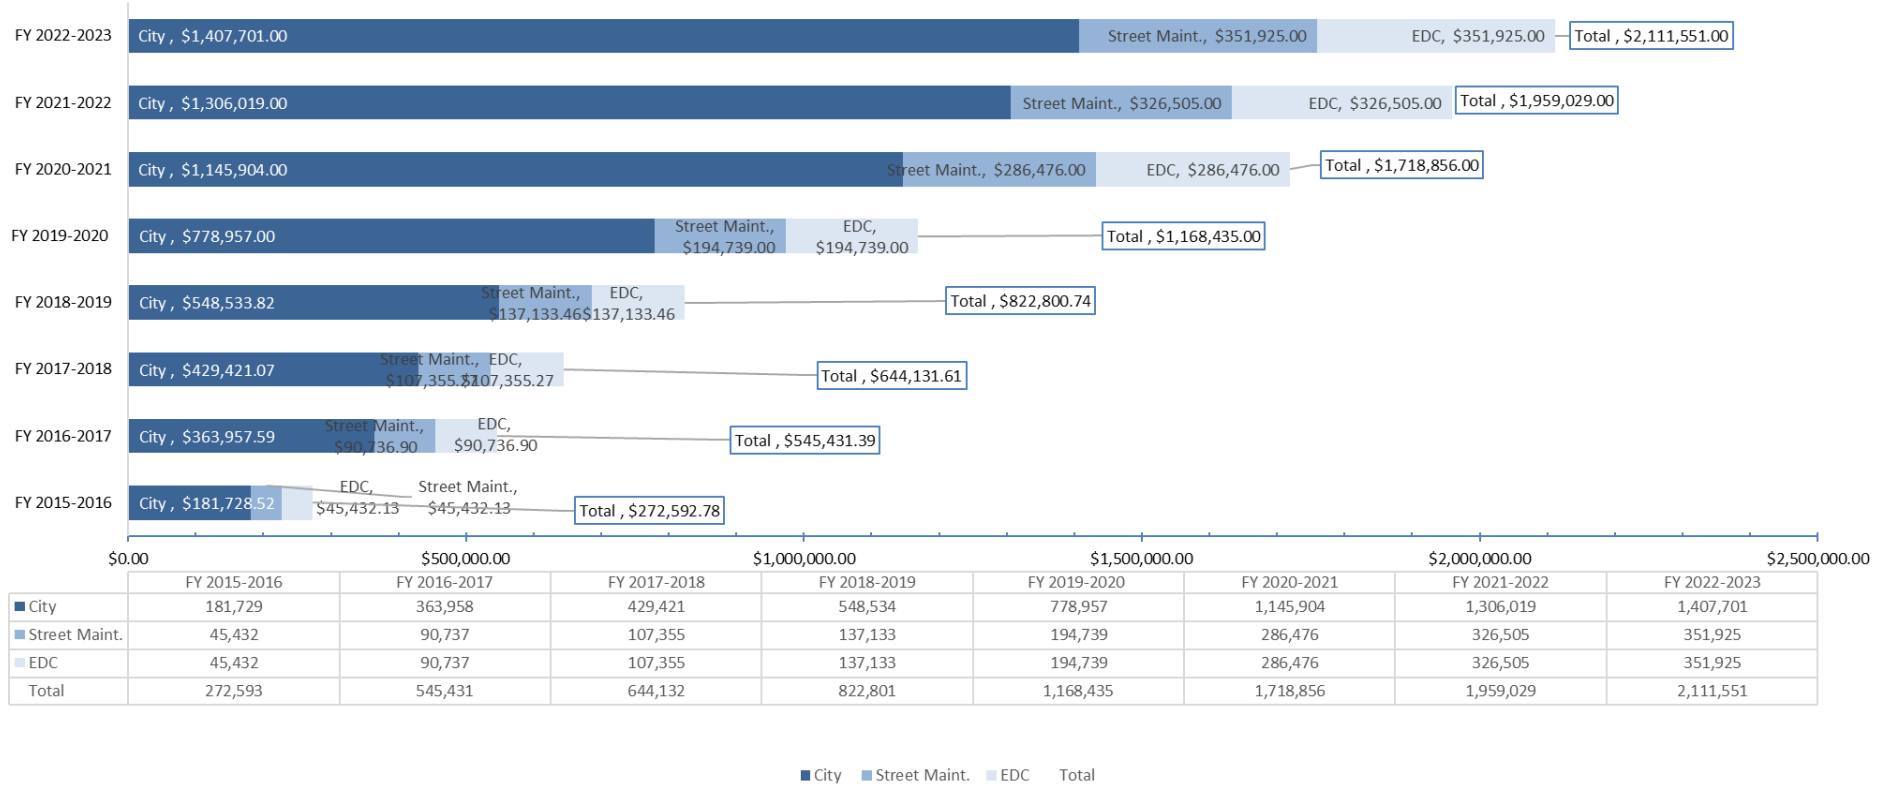 FY 2022-2023 City , $1,407,701.00 Street Maint., $351,925.00 EDC, $351,925.00 Total , $2,111,551.00
FY 2021-2022 City , $1,306,019.00 Street Maint., $326,505.00 EDC, $326,505.00 Total , $1,959,029.00
FY 2020-2021 City , $1,145,904.00 Street Maint., $286,476.00 EDC, $286,476.00 Total , $1,718,856.00
FY 2019-2020 City , $778,957.00 Street Maint., $194,739.00 EDC, $194,739.00 Total , $1,168,435.00
FY 2018-2019 City , $548,533.82 Street Maint., $137,133.46 EDC, $137,133.46 Total , $822,800.74
FY 2017-2018 City , $429,421.07 Street Maint., $107,355.27 EDC, $107,355.27 Total , $644,131.61
FY 2016-2017 City , $363,957.59 Street Maint., $90,736.90 EDC, $90,736.90 Total , $545,431.39
FY 2015-2016 City , $181,728.52 EDC, $45,432.13 Street Maint., $45,432.13 Total , $272,592.78
$0.00 $500,000.00 $1,000,000.00 $1,500,000.00 $2,000,000.00 $2,500,000.00
FY 2015-2016 FY 2016-2017 FY 2017-2018 FY 2018-2019 FY 2019-2020 FY 2020-2021 FY 2021-2022 FY 2022-2023
City 181,729 363,958 429,421 548,534 778,957 1,145,904 1,306,019 1,407,701
Street Maint. 45,432 90,737 107,355 137,133 194,739 286,476 326,505 351,925
EDC 45,432 90,737 107,355 137,133 194,739 286,476 326,505 351,925
Total 272,593 545,431 644,132 822,801 1,168,435 1,718,856 1,959,029 2,111,551
City Street Maint. EDC Total